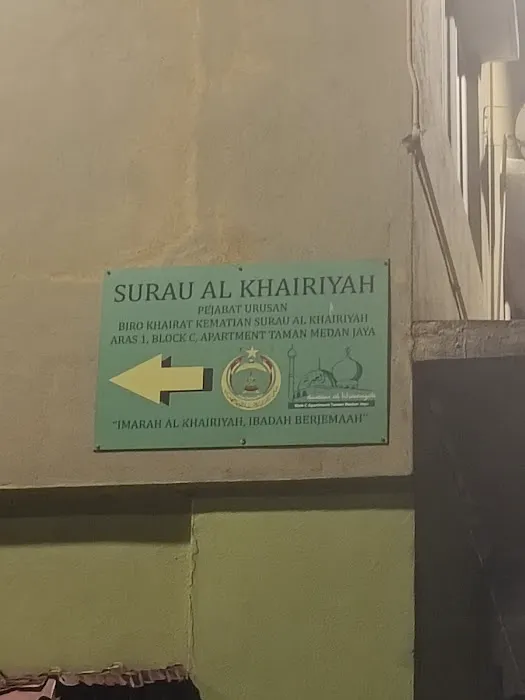 SURAU AL KHAIRIYAH
PEJABAT URUSAN
BIRO KHAIRAT KEMATIAN SURAU AL KHAIRIYAH
ARAS 1, BLOCK C, APARTMENT TAMAN MEDAN JAYA
"IMARAH AL KHAIRIYAH, IBADAH BERJEMAAH"